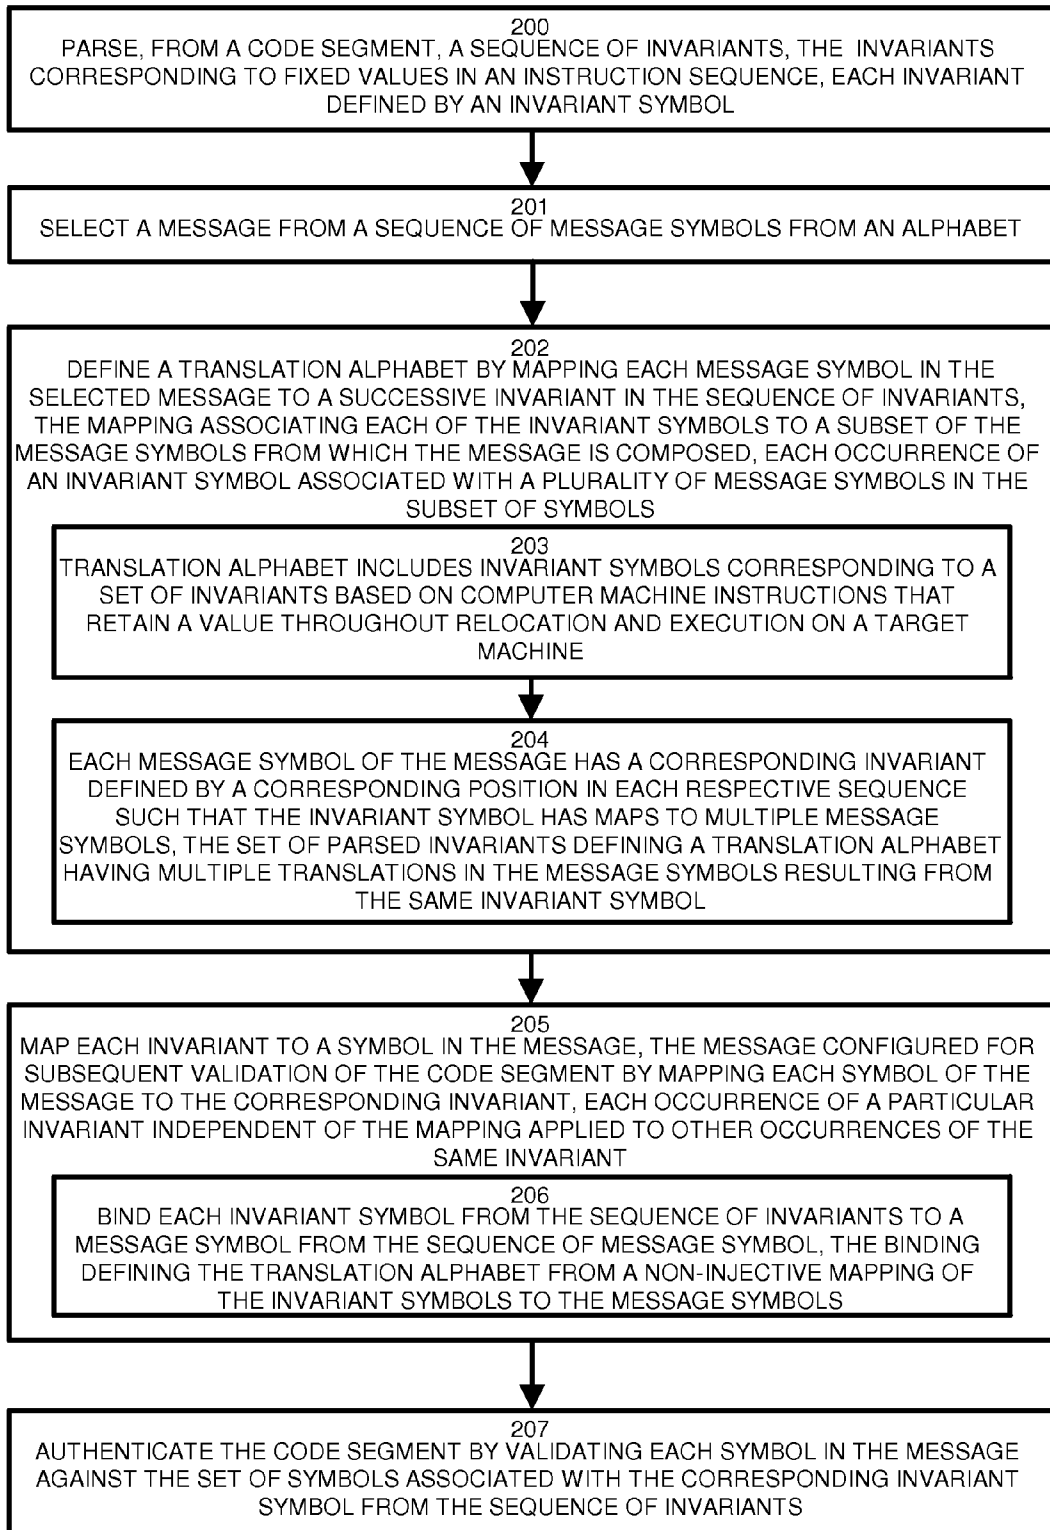 200
PARSE, FROM A CODE SEGMENT, A SEQUENCE OF INVARIANTS, THE INVARIANTS
CORRESPONDING TO FIXED VALUES IN AN INSTRUCTION SEQUENCE, EACH INVARIANT
DEFINED BY AN INVARIANT SYMBOL
201
SELECT A MESSAGE FROM A SEQUENCE OF MESSAGE SYMBOLS FROM AN ALPHABET
202
DEFINE A TRANSLATION ALPHABET BY MAPPING EACH MESSAGE SYMBOL IN THE
SELECTED MESSAGE TO A SUCCESSIVE INVARIANT IN THE SEQUENCE OF INVARIANTS,
THE MAPPING ASSOCIATING EACH OF THE INVARIANT SYMBOLS TO A SUBSET OF THE
MESSAGE SYMBOLS FROM WHICH THE MESSAGE IS COMPOSED, EACH OCCURRENCE OF
AN INVARIANT SYMBOL ASSOCIATED WITH A PLURALITY OF MESSAGE SYMBOLS IN THE
SUBSET OF SYMBOLS
203
TRANSLATION ALPHABET INCLUDES INVARIANT SYMBOLS CORRESPONDING TO A
SET OF INVARIANTS BASED ON COMPUTER MACHINE INSTRUCTIONS THAT
RETAIN A VALUE THROUGHOUT RELOCATION AND EXECUTION ON A TARGET
MACHINE
204
EACH MESSAGE SYMBOL OF THE MESSAGE HAS A CORRESPONDING INVARIANT
DEFINED BY A CORRESPONDING POSITION IN EACH RESPECTIVE SEQUENCE
SUCH THAT THE INVARIANT SYMBOL HAS MAPS TO MULTIPLE MESSAGE
SYMBOLS, THE SET OF PARSED INVARIANTS DEFINING A TRANSLATION ALPHABET
HAVING MULTIPLE TRANSLATIONS IN THE MESSAGE SYMBOLS RESULTING FROM
THE SAME INVARIANT SYMBOL
205
MAP EACH INVARIANT TO A SYMBOL IN THE MESSAGE, THE MESSAGE CONFIGURED FOR
SUBSEQUENT VALIDATION OF THE CODE SEGMENT BY MAPPING EACH SYMBOL OF THE
MESSAGE TO THE CORRESPONDING INVARIANT, EACH OCCURRENCE OF A PARTICULAR
INVARIANT INDEPENDENT OF THE MAPPING APPLIED TO OTHER OCCURRENCES OF THE
SAME INVARIANT
206
BIND EACH INVARIANT SYMBOL FROM THE SEQUENCE OF INVARIANTS TO A
MESSAGE SYMBOL FROM THE SEQUENCE OF MESSAGE SYMBOL, THE BINDING
DEFINING THE TRANSLATION ALPHABET FROM A NON-INJECTIVE MAPPING OF
THE INVARIANT SYMBOLS TO THE MESSAGE SYMBOLS
207
AUTHENTICATE THE CODE SEGMENT BY VALIDATING EACH SYMBOL IN THE MESSAGE
AGAINST THE SET OF SYMBOLS ASSOCIATED WITH THE CORRESPONDING INVARIANT
SYMBOL FROM THE SEQUENCE OF INVARIANTS